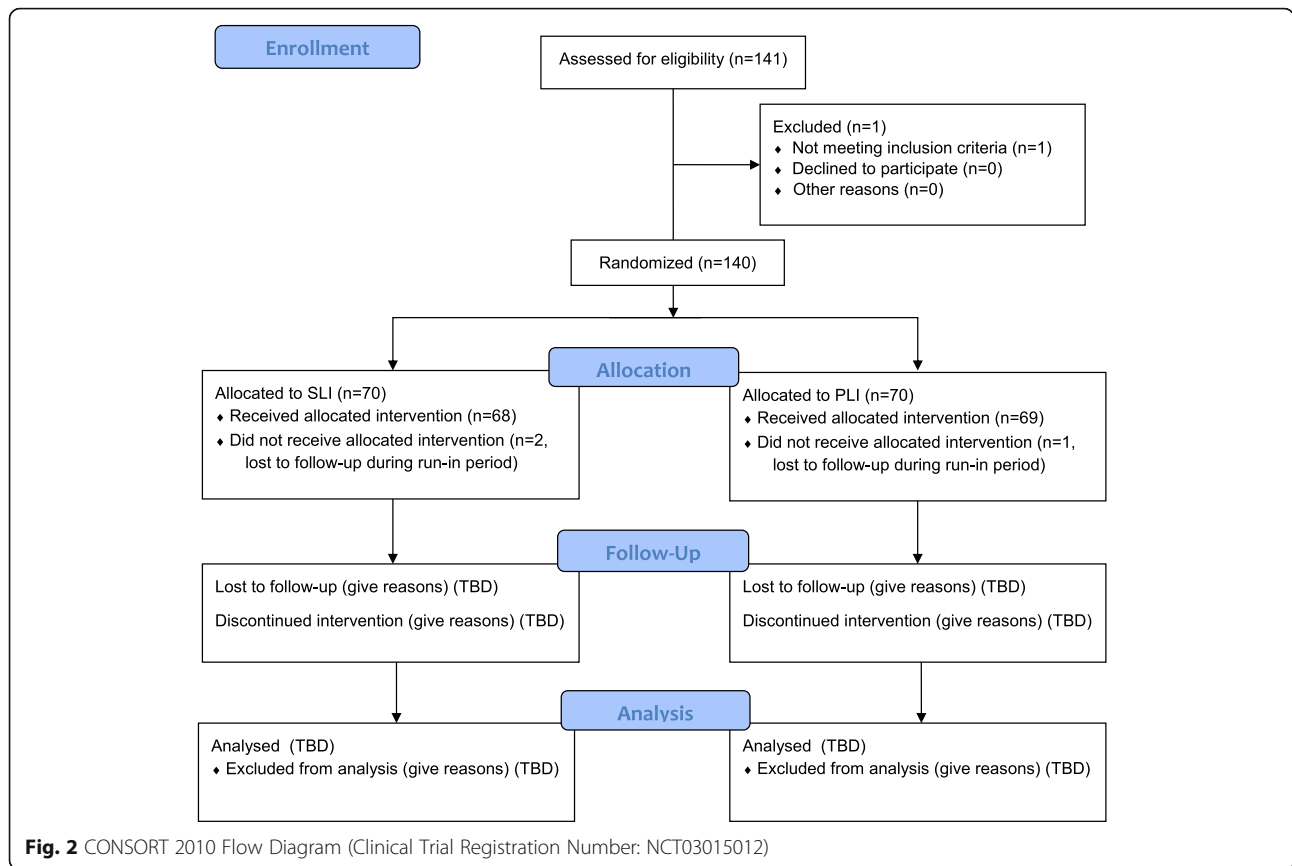 Enrollment
Assessed for eligibility (n=141)
Excluded (n=1)
♦ Not meeting inclusion criteria (n=1)
♦ Declined to participate (n=0)
♦ Other reasons (n=0)
Randomized (n=140)
Allocation
Allocated to SLI (n=70)
♦ Received allocated intervention (n=68)
♦ Did not receive allocated intervention (n=2,
lost to follow-up during run-in period)
Allocated to PLI (n=70)
♦ Received allocated intervention (n=69)
♦ Did not receive allocated intervention (n=1,
lost to follow-up during run-in period)
Follow-Up
Lost to follow-up (give reasons) (TBD)
Discontinued intervention (give reasons) (TBD)
Lost to follow-up (give reasons) (TBD)
Discontinued intervention (give reasons) (TBD)
Analysis
Analysed (TBD)
♦ Excluded from analysis (give reasons) (TBD)
Analysed (TBD)
♦ Excluded from analysis (give reasons) (TBD)
Fig. 2 CONSORT 2010 Flow Diagram (Clinical Trial Registration Number: NCT03015012)